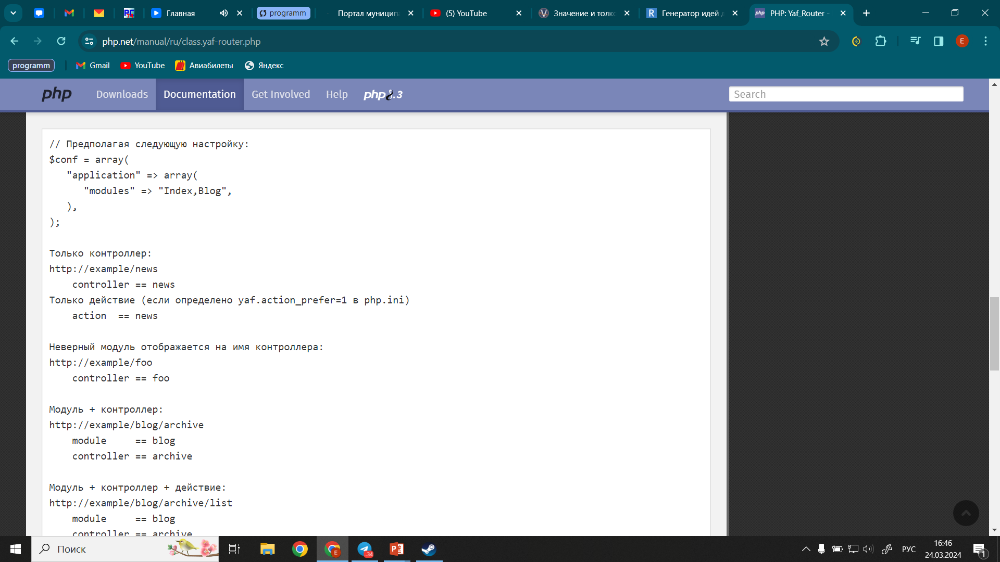 Главная
programm
Портал муницип
(5) YouTube
Значение и толк
Генератор идей д
PHP: Yaf_Router -
php.net/manual/ru/class.yaf-router.php
E
programm
Gmail
YouTube
Авиабилеты
Яндекс
php
Downloads
Documentation
Get Involved
Help
php8.3
Search
// Предполагая следующую настройку:
$conf = array(
"application" => array(
"modules" => "Index,Blog",
),
);
Только контроллер:
http://example/news
controller == news
Только действие (если определено yaf.action_prefer=1 в php.ini)
action == news
Неверный модуль отображается на имя контроллера:
http://example/foo
controller == foo
Модуль + контроллер:
http://example/blog/archive
module == blog
controller == archive
Модуль + контроллер + действие:
http://example/blog/archive/list
module == blog
controller == archive
Поиск
E
..34
РУС
16:46
24.03.2024
1